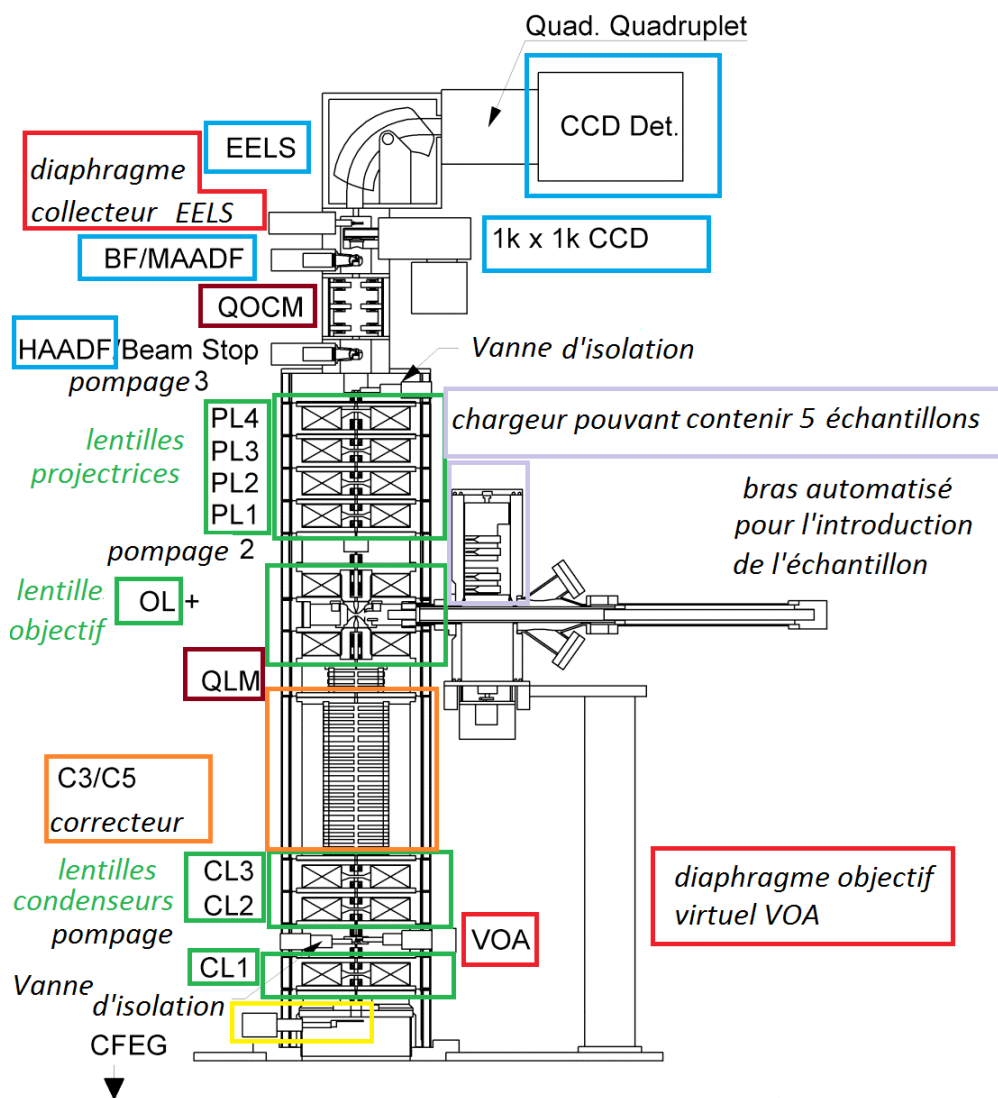 Quad. Quadruplet
CCD Det.
EELS
diaphragme
collecteur EELS
1k x 1k CCD
BF/MAADF
QOCM
HAADF/Beam Stop
Vanne d'isolation
pompage 3
chargeur pouvant contenir 5 échantillons
PL4
lentilles
projectrices
PL3
PL2
PL1
bras automatisé
pour l'introduction
de l'échantillon
pompage 2
lentille
objectif
OL +
QLM
C3/C5
correcteur
lentilles
condenseurs
CL3
CL2
pompage
diaphragme objectif
virtuel VOA
VOA
CL1
Vanne
d'isolation
CFEG